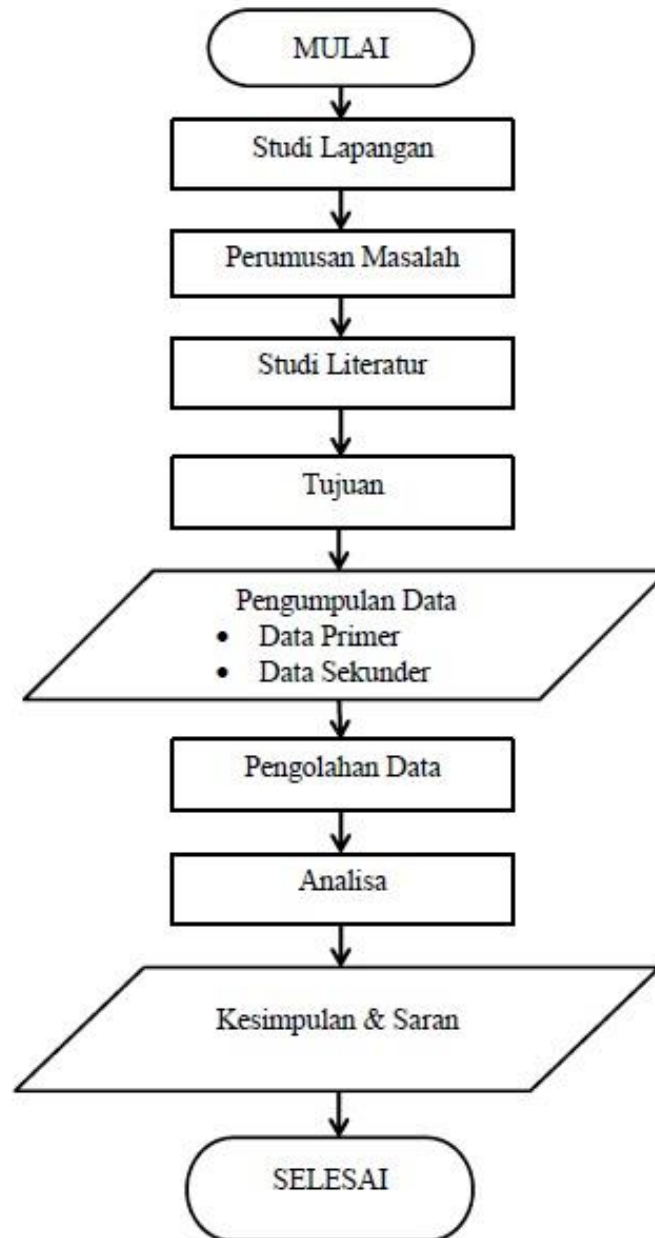 MULAI
Studi Lapangan
Perumusan Masalah
Studi Literatur
Tujuan
Pengumpulan Data
• Data Primer
• Data Sekunder
Pengolahan Data
Analisa
Kesimpulan & Saran
SELESAI